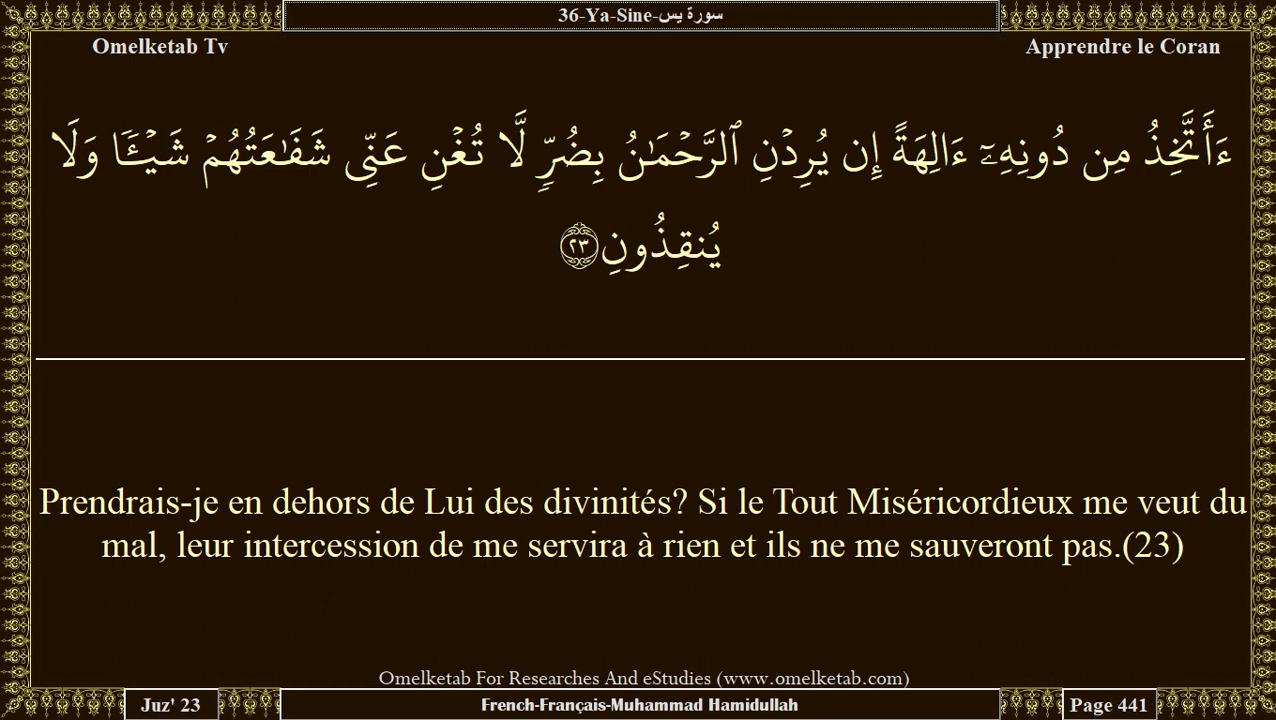 36-Ya-Sine-سورة يس
Omelketab Tv
Apprendre le Coran
ءَأَتَّخِذُ مِن دُونِهِۦٓ ءَالِهَةً إِن يُرِدْنِ ٱلرَّحْمَـٰنُ بِضُرٍّۢ لَّا تُغْنِ عَنِّى شَفَـٰعَتُهُمْ شَيْـًۭٔا وَلَا
يُنقِذُونِ ٢٣
Prendrais-je en dehors de Lui des divinités? Si le Tout Miséricordieux me veut du
mal, leur intercession de me servira à rien et ils ne me sauveront pas.(23)
Omelketab For Researches And eStudies (www.omelketab.com)
Juz' 23
French-Français-Muhammad Hamidullah
Page 441